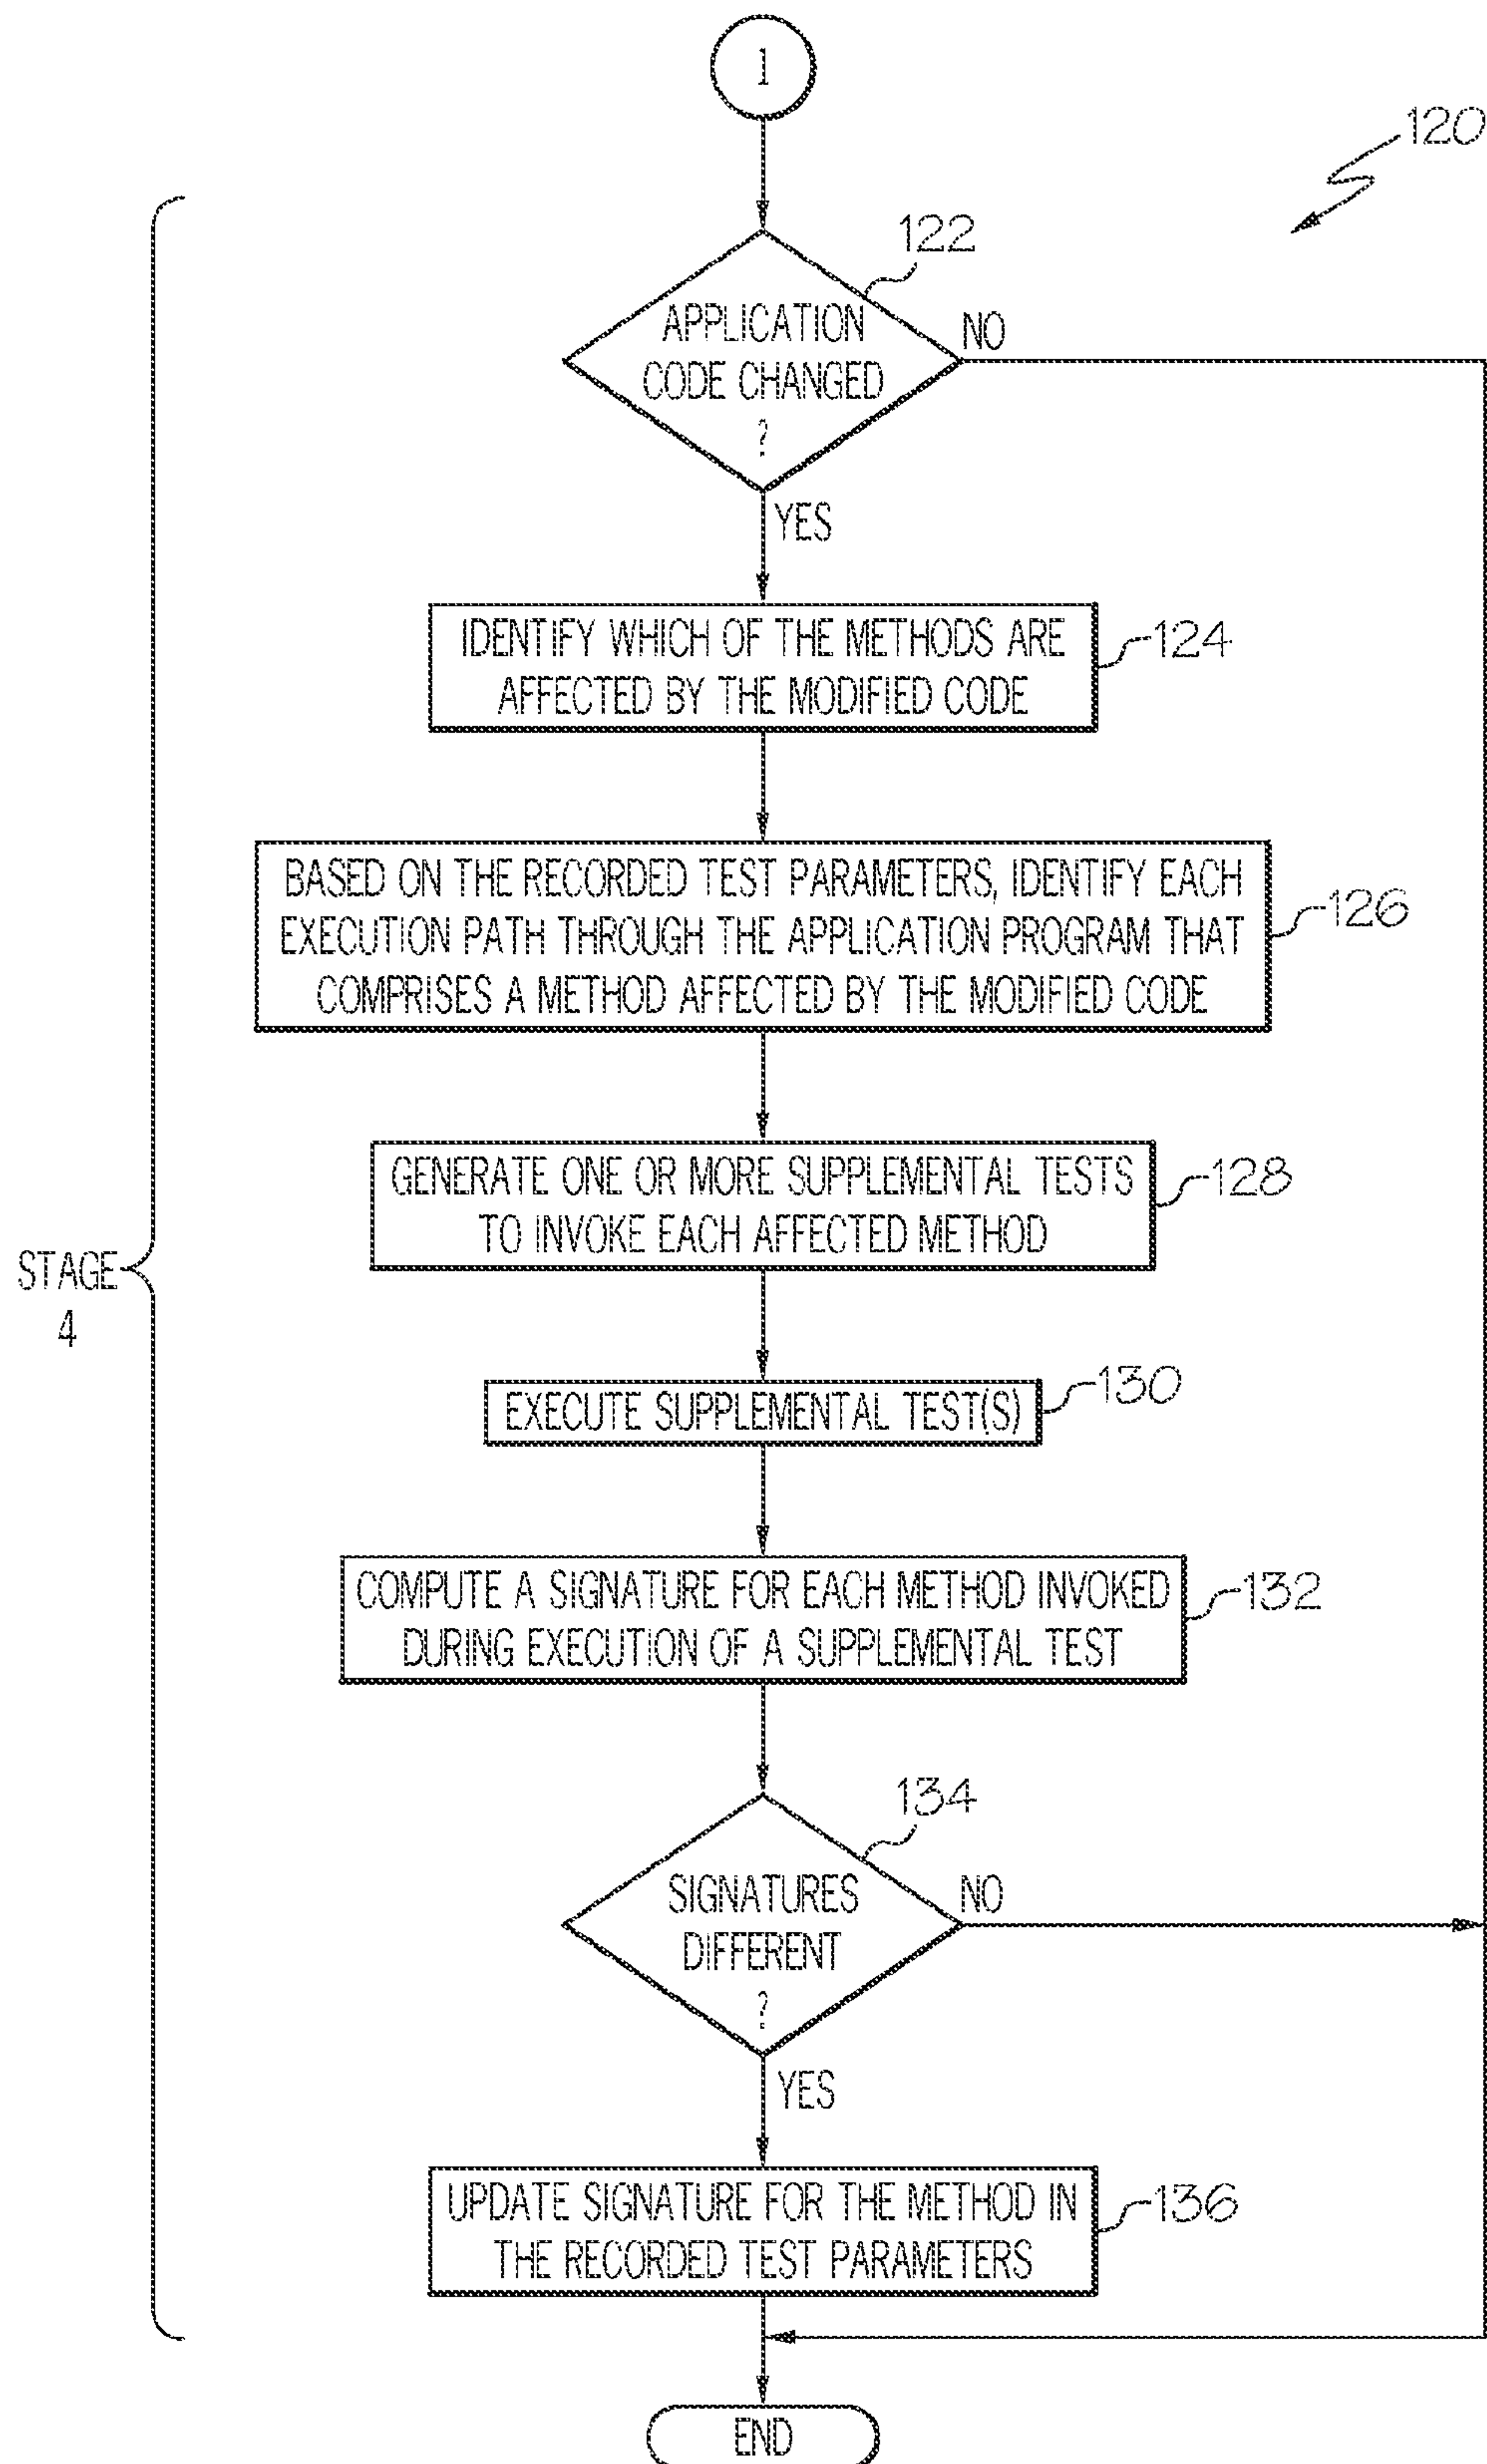 1
120
122
APPLICATION
CODE CHANGED
?
NO
YES
IDENTIFY WHICH OF THE METHODS ARE
AFFECTED BY THE MODIFIED CODE
124
BASED ON THE RECORDED TEST PARAMETERS, IDENTIFY EACH
EXECUTION PATH THROUGH THE APPLICATION PROGRAM THAT
COMPRISES A METHOD AFFECTED BY THE MODIFIED CODE
126
GENERATE ONE OR MORE SUPPLEMENTAL TESTS
TO INVOKE EACH AFFECTED METHOD
128
STAGE
4
EXECUTE SUPPLEMENTAL TEST(S)
130
COMPUTE A SIGNATURE FOR EACH METHOD INVOKED
DURING EXECUTION OF A SUPPLEMENTAL TEST
132
134
SIGNATURES
DIFFERENT
?
NO
YES
UPDATE SIGNATURE FOR THE METHOD IN
THE RECORDED TEST PARAMETERS
136
END